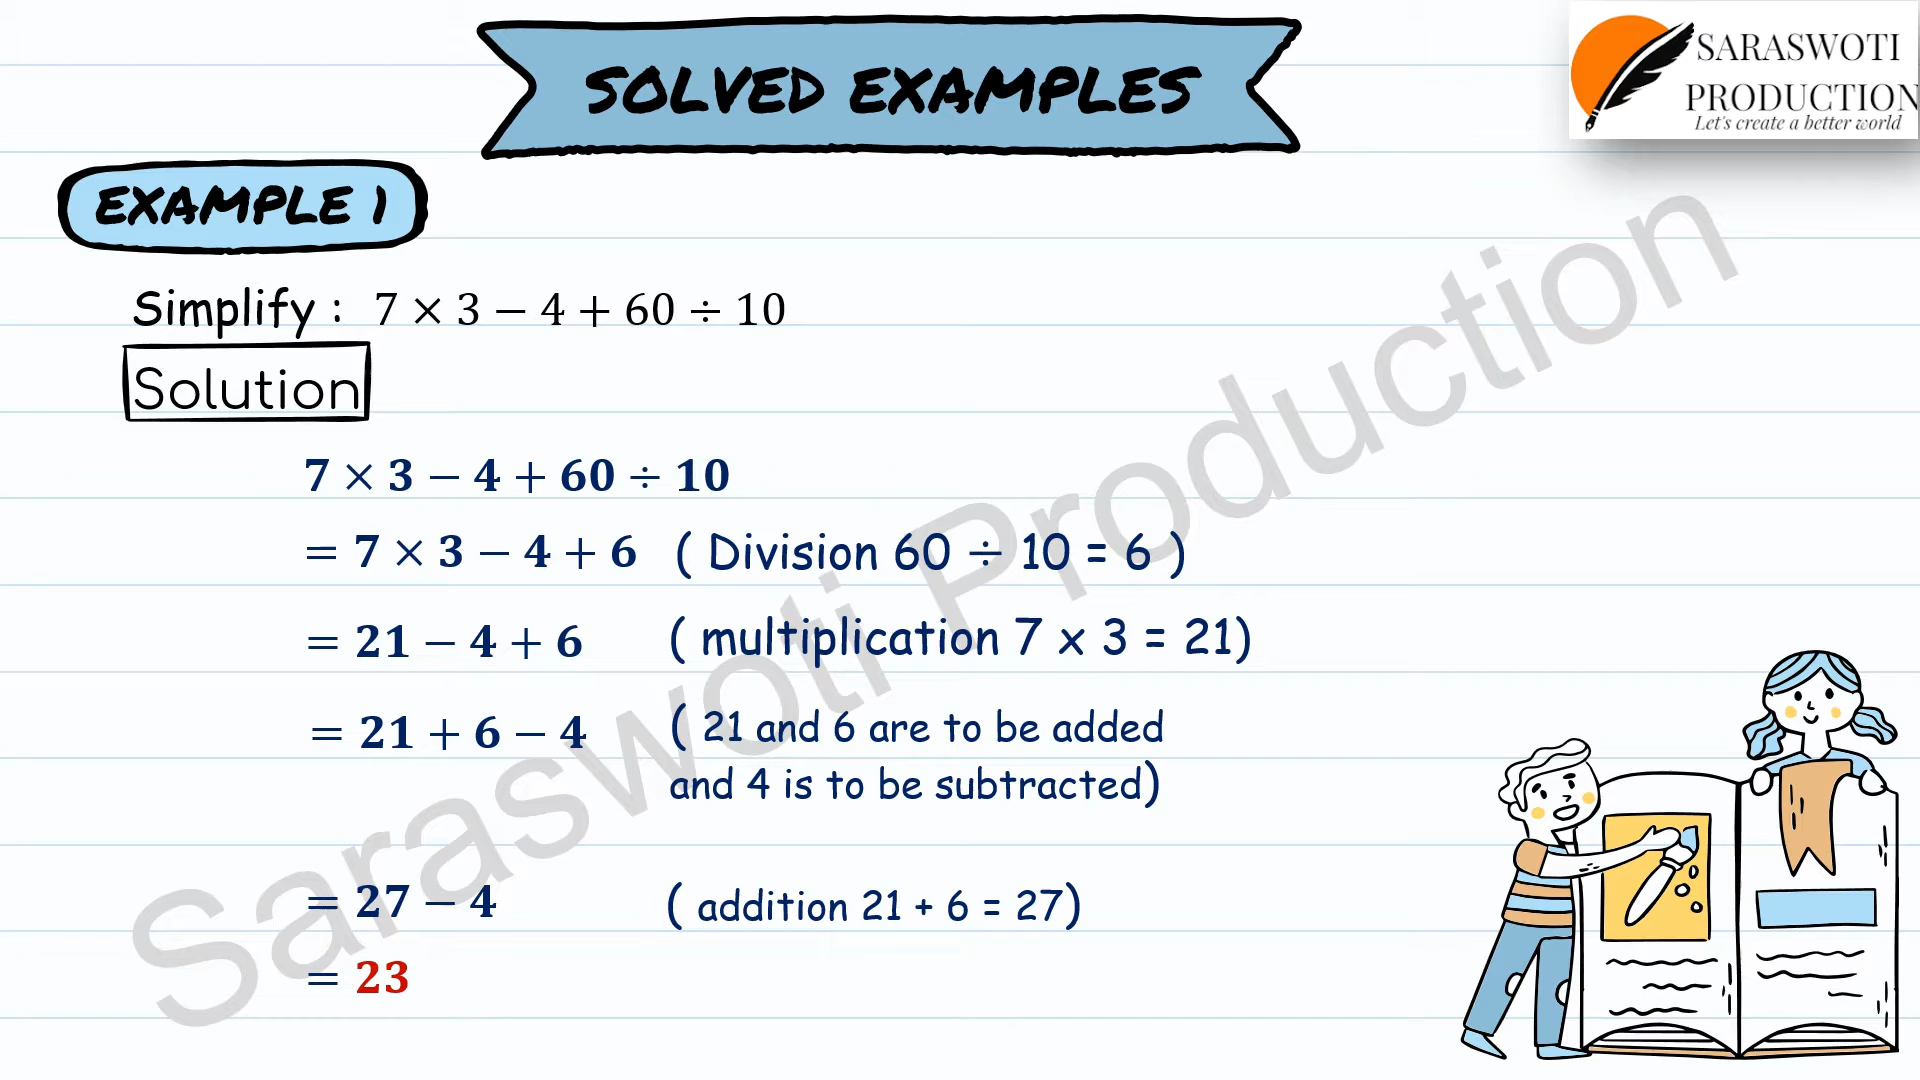 SOLVED EXAMPLES
SARASWOTI
PRODUCTION
Let's create a better world
EXAMPLE 1
Simplify : 7 × 3 − 4 + 60 ÷ 10
Solution
7 × 3 − 4 + 60 ÷ 10
= 7 × 3 − 4 + 6 ( Division 60 ÷ 10 = 6 )
= 21 − 4 + 6 ( multiplication 7 x 3 = 21)
= 21 + 6 − 4 ( 21 and 6 are to be added
and 4 is to be subtracted)
= 27 − 4 ( addition 21 + 6 = 27)
= 23
Saraswoti Production